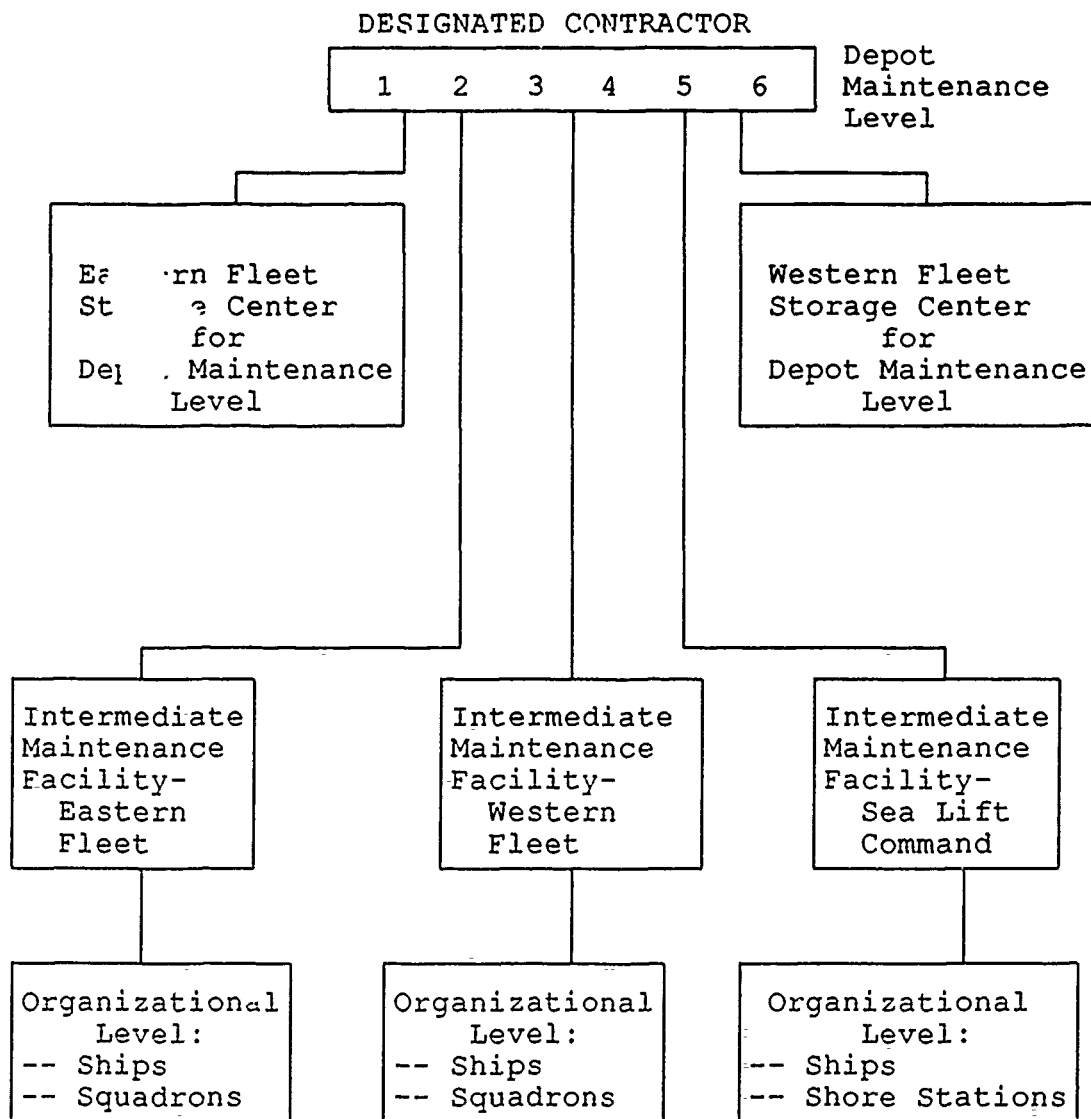 DESIGNATED CONTRACTOR
1 2 3 4 5 6
Depot
Maintenance
Level
rn Fleet
Center
for
Maintenance
Level
Western Fleet
Storage Center
for
Depot Maintenance
Level
Intermediate
Maintenance
Facility-
Eastern
Fleet
Intermediate
Maintenance
Facility-
Western
Fleet
Intermediate
Maintenance
Facility-
Sea Lift
Command
Organizational
Level:
-- Ships
-- Squadrons
Organizational
Level:
-- Ships
-- Squadrons
Organizational
Level:
-- Ships
-- Shore Stations